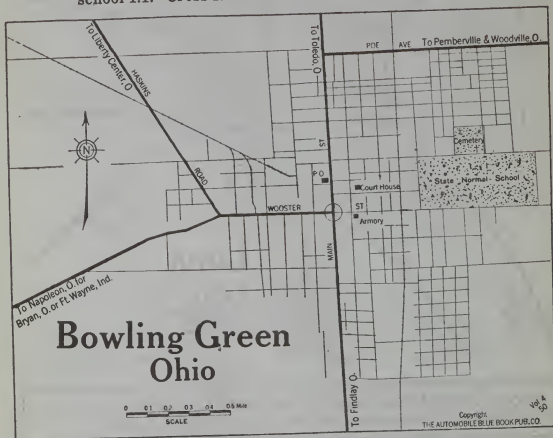 To Liberty Center, O
HASKINS
ROAD
To Toledo, O
PDE AVE
To Pemberville & Woodville, O.
ST
P O
Court House
ST
Armory
WOOSTER
MAIN
Cemetery
State Normal School
To Napoleon, O. for
Bryan, O. or Ft. Wayne, Ind.
N
Bowling Green
Ohio
0 0.1 0.2 0.3 0.4 0.5 Mile
SCALE
To Findlay O.
Copyright
THE AUTOMOBILE BLUE BOOK PUB. CO.
Vol 4
50